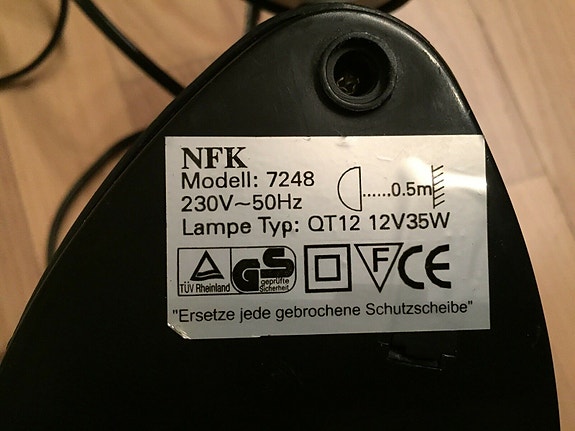 NFK
Modell: 7248
......0.5m
230V~50Hz
Lampe Typ: QT12 12V35W
TÜV Rheinland
GS
geprüfte
Sicherheit
F
CE
"Ersetze jede gebrochene Schutzscheibe"